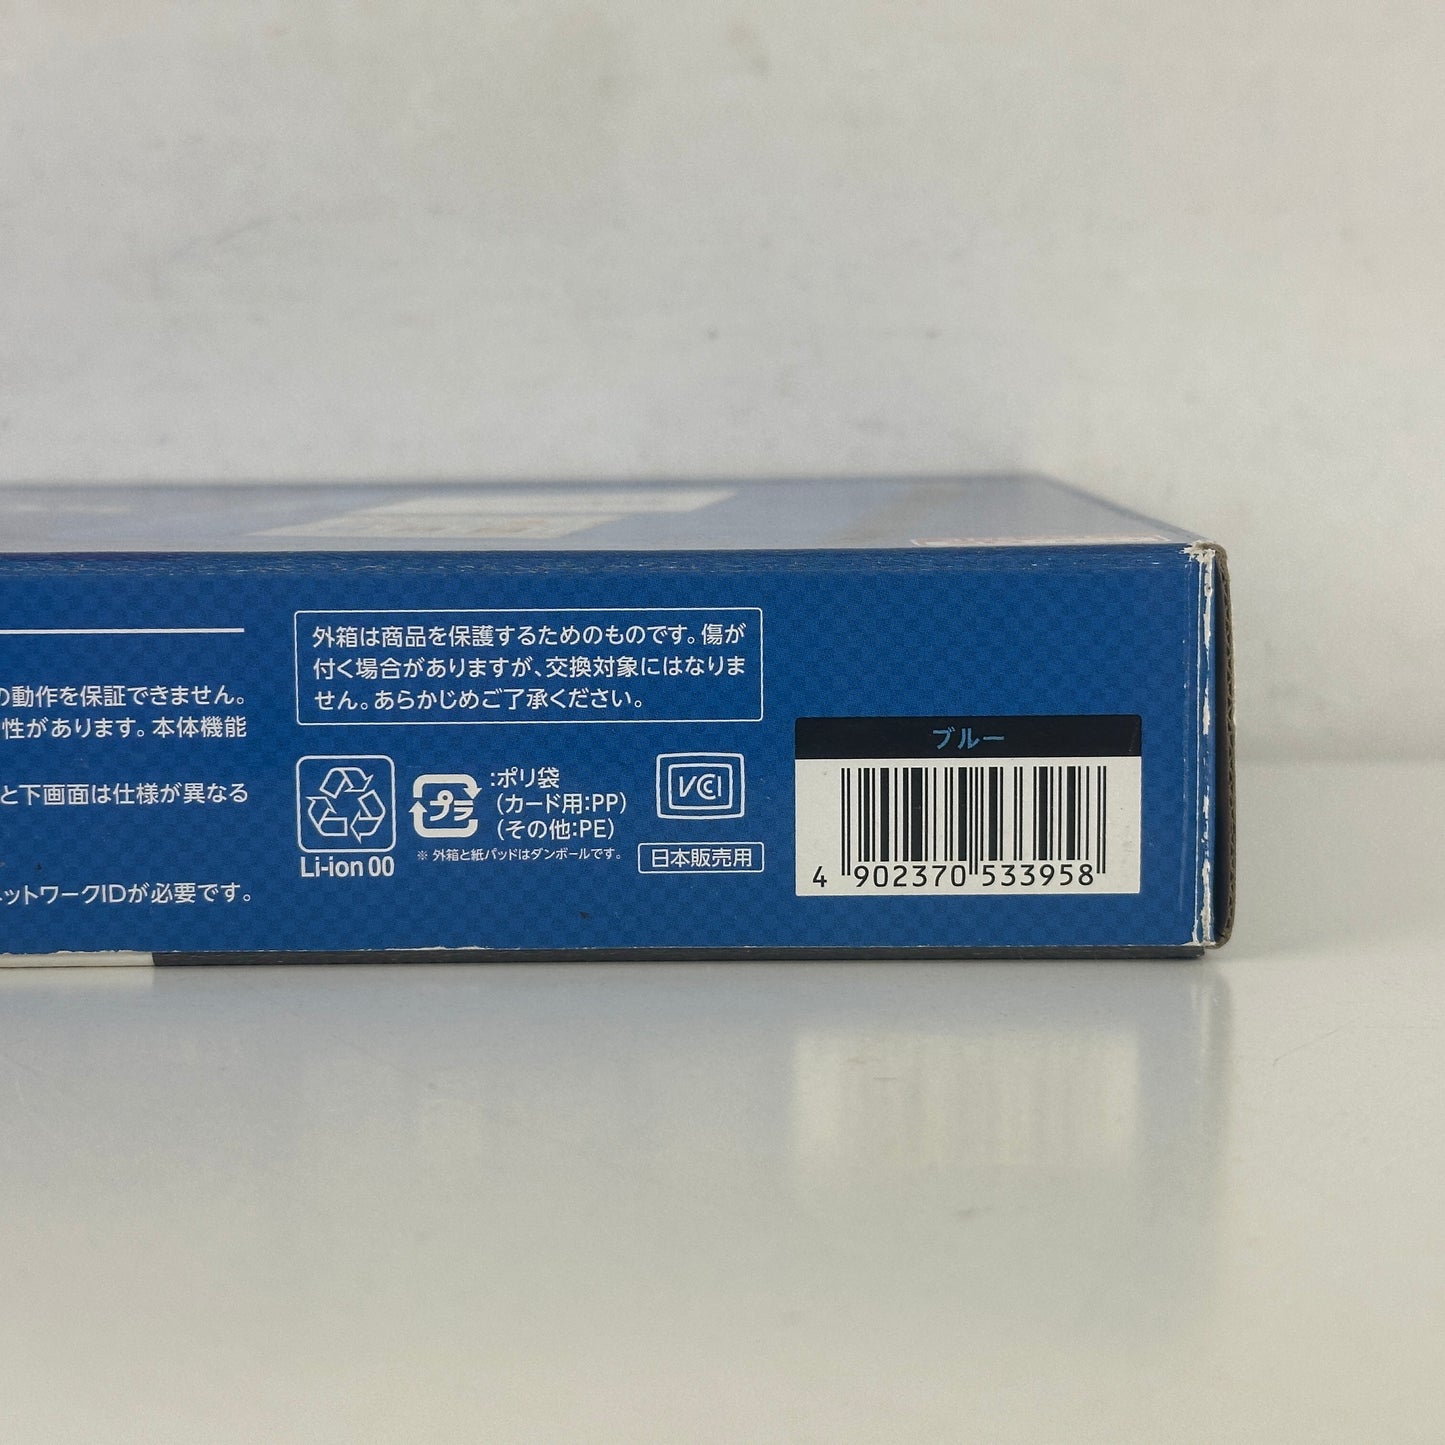 の動作を保証できません。
性があります。本体機能
と下画面は仕様が異なる
ネットワークIDが必要です。
外箱は商品を保護するためのものです。傷が
付く場合がありますが、交換対象にはなりま
せん。あらかじめご了承ください。
Li-ion 00
プラ
:ポリ袋
(カード用:PP)
(その他:PE)
※ 外箱と紙パッドはダンボールです。
VCCI
日本販売用
ブルー
4 902370 533958